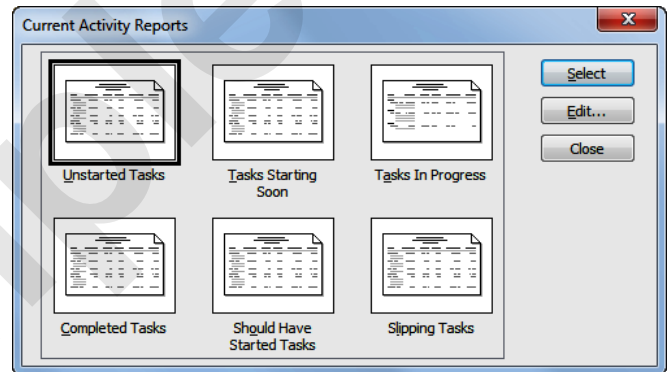 Current Activity Reports
Select
Edit...
Close
Unstarted Tasks
Tasks Starting
Soon
Tasks In Progress
Completed Tasks
Should Have
Started Tasks
Slipping Tasks